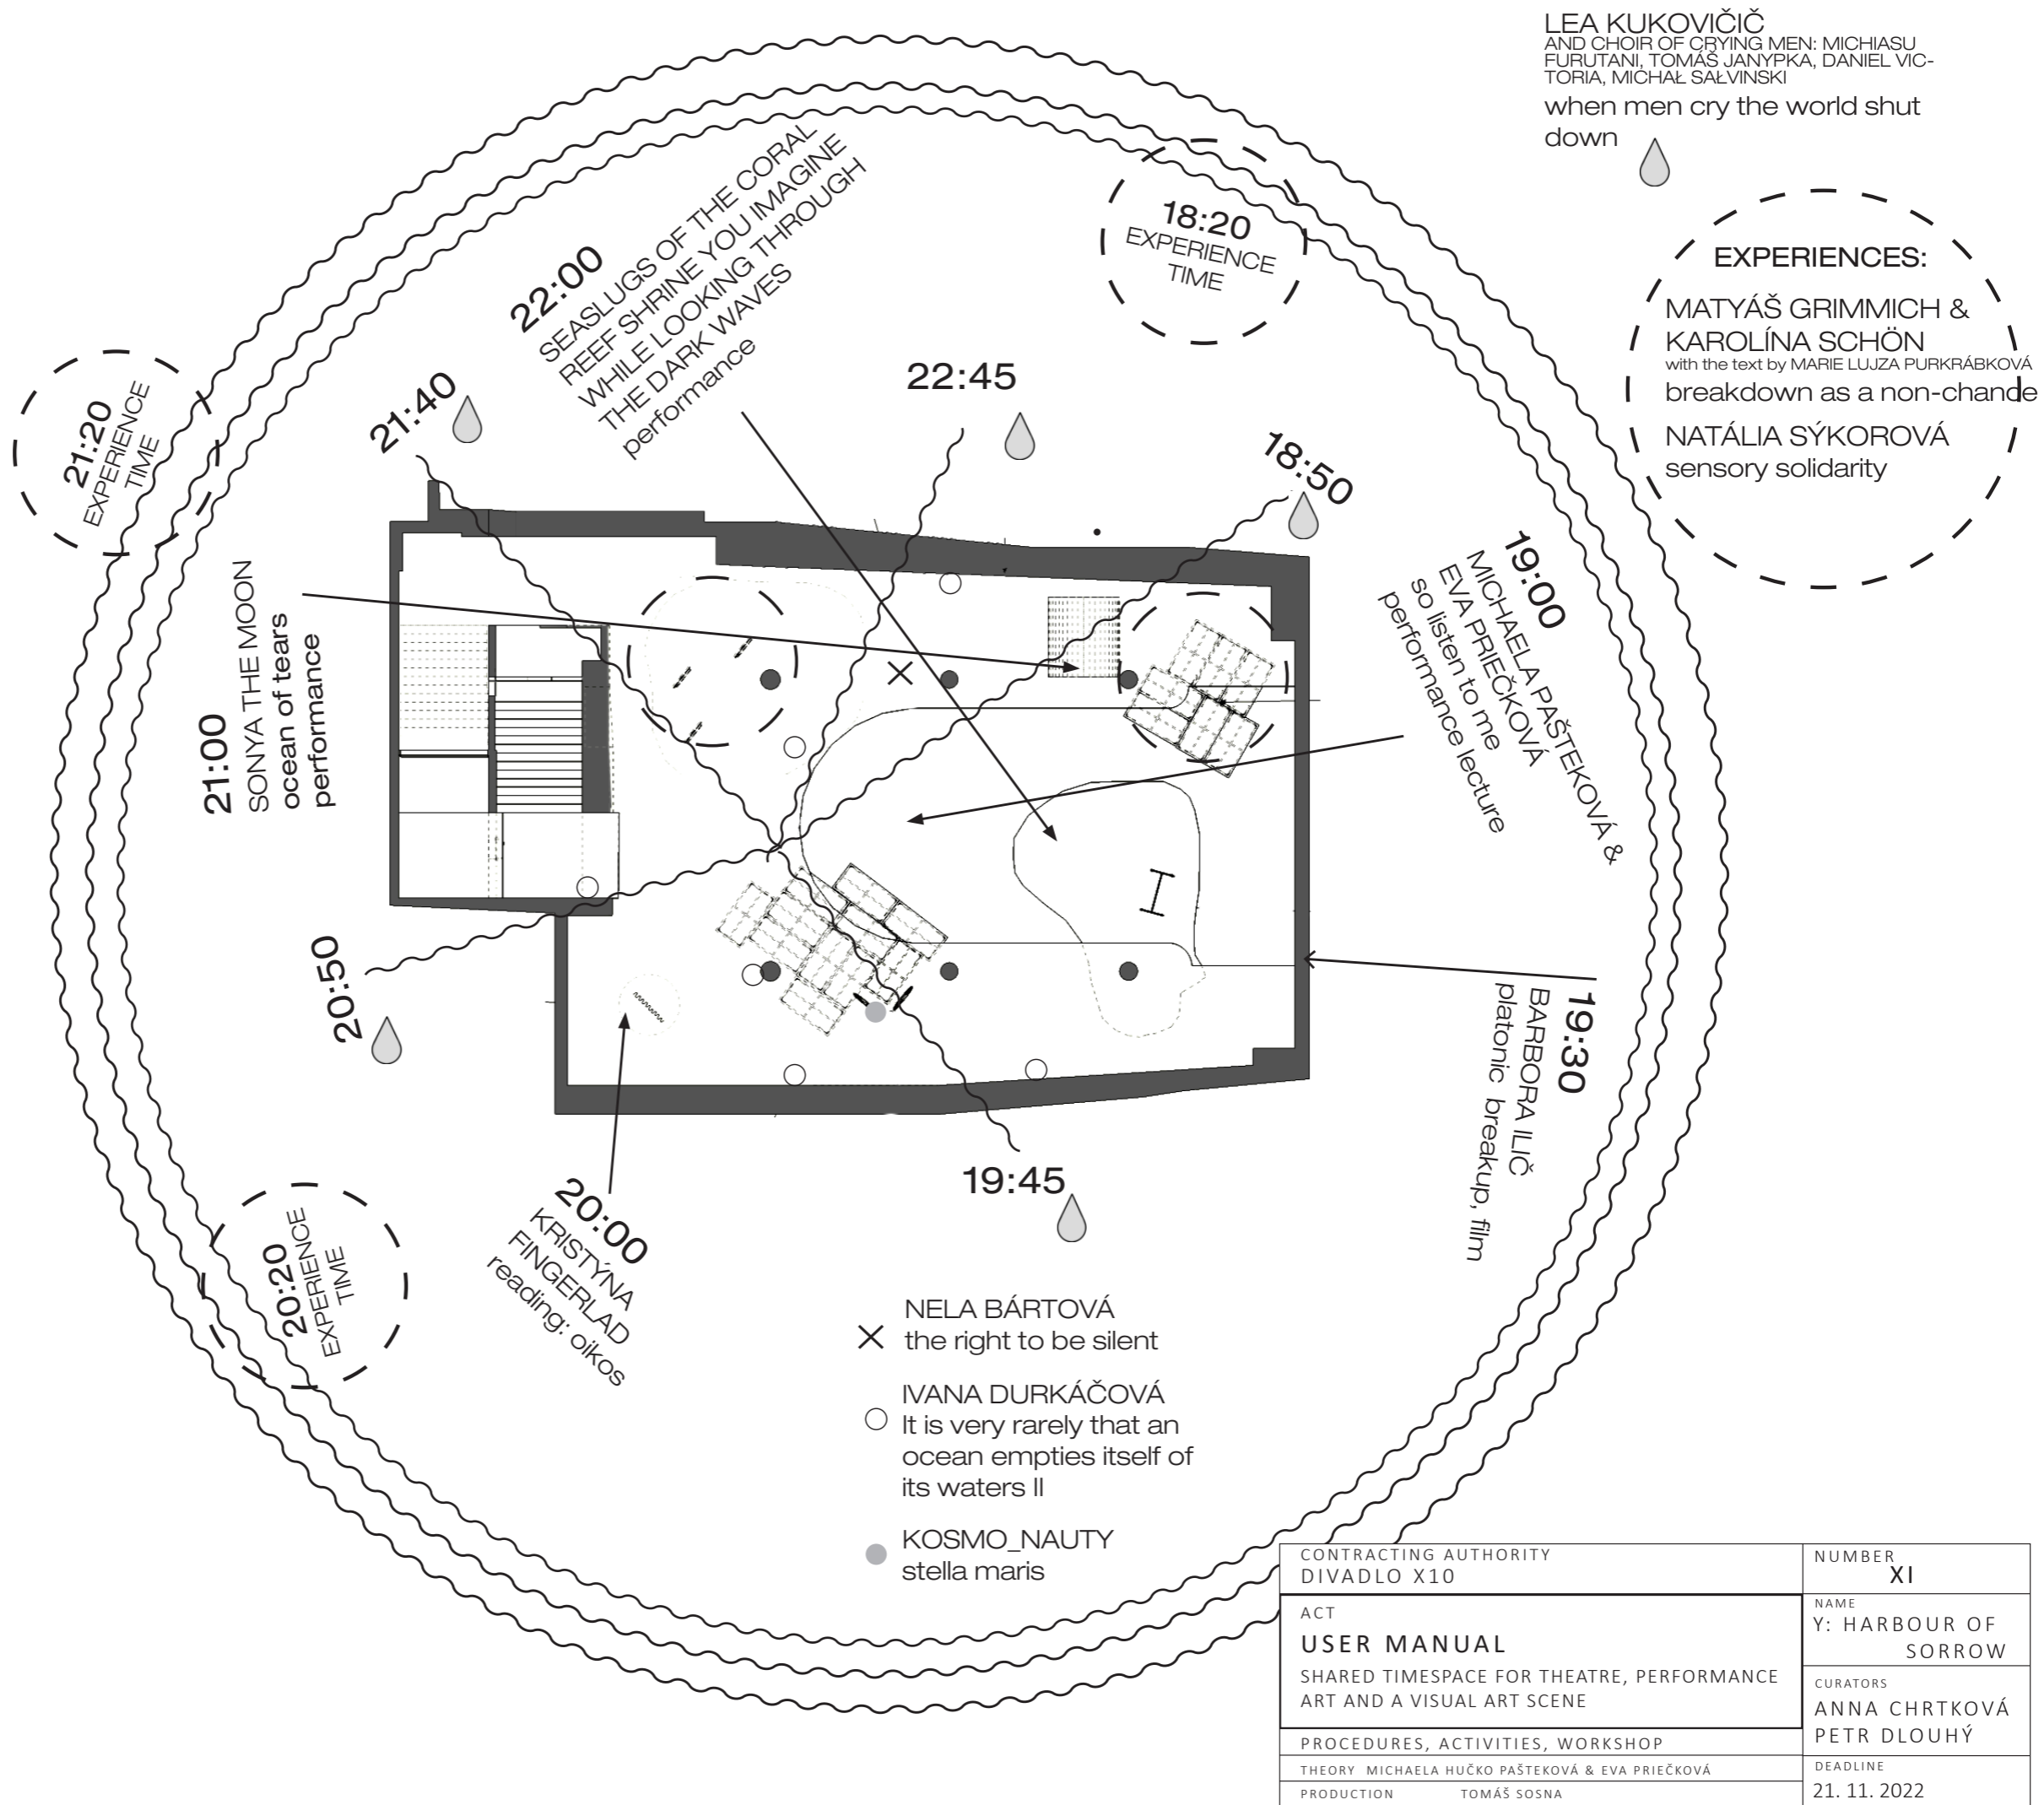 LEA KUKOVIČIČ
AND CHOIR OF CRYING MEN: MICHIASU
FURUTANI, TOMÁŠ JANYPKA, DANIEL VIC-
TORIA, MICHAŁ SAŁVINSKI
when men cry the world shut
down
EXPERIENCES:
MATYÁŠ GRIMMICH &
KAROLÍNA SCHÖN
with the text by MARIE LUJZA PURKRÁBKOVÁ
breakdown as a non-chance
NATÁLIA SÝKOROVÁ
sensory solidarity
18:20
EXPERIENCE
TIME
18:50
19:00
MICHAELA PAŠTEKOVÁ &
EVA PRIEČKOVÁ
so listen to me
performance lecture
19:30
BARBORA ILIČ
platonic breakup, film
19:45
20:00
KRISTÝNA
FINGERLAD
reading: oikos
20:20
EXPERIENCE
TIME
20:50
21:00
SONYA THE MOON
ocean of tears
performance
21:20
EXPERIENCE
TIME
21:40
22:00
SEASLUGS OF THE CORAL
REEF SHRINE YOU IMAGINE
WHILE LOOKING THROUGH
THE DARK WAVES
performance
22:45
NELA BÁRTOVÁ
the right to be silent
IVANA DURKÁČOVÁ
It is very rarely that an
ocean empties itself of
its waters II
KOSMO_NAUTY
stella maris
CONTRACTING AUTHORITY
DIVADLO X10
NUMBER
XI
ACT
USER MANUAL
SHARED TIMESPACE FOR THEATRE, PERFORMANCE
ART AND A VISUAL ART SCENE
NAME
Y: HARBOUR OF
SORROW
CURATORS
ANNA CHRTKOVÁ
PETR DLOUHÝ
PROCEDURES, ACTIVITIES, WORKSHOP
THEORY MICHAELA HUČKO PAŠTEKOVÁ & EVA PRIEČKOVÁ
PRODUCTION TOMÁŠ SOSNA
DEADLINE
21. 11. 2022